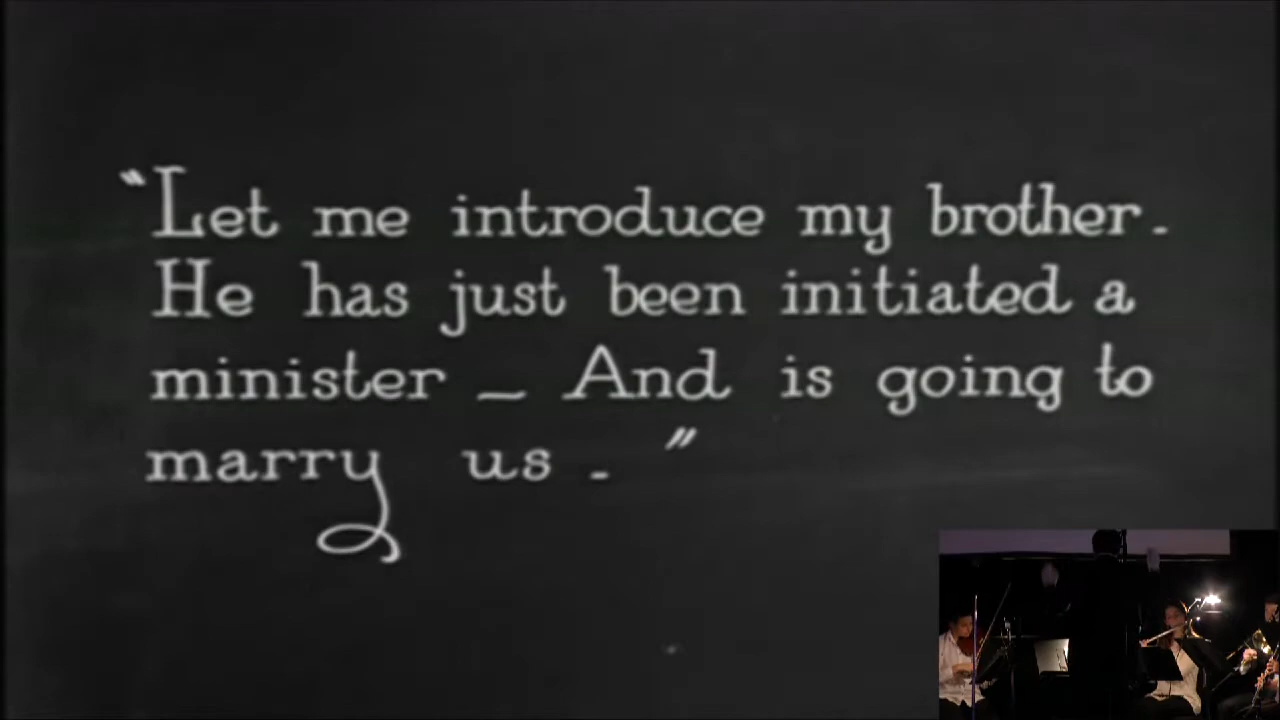 “Let me introduce my brother.
He has just been initiated a
minister — And is going to
marry us.”